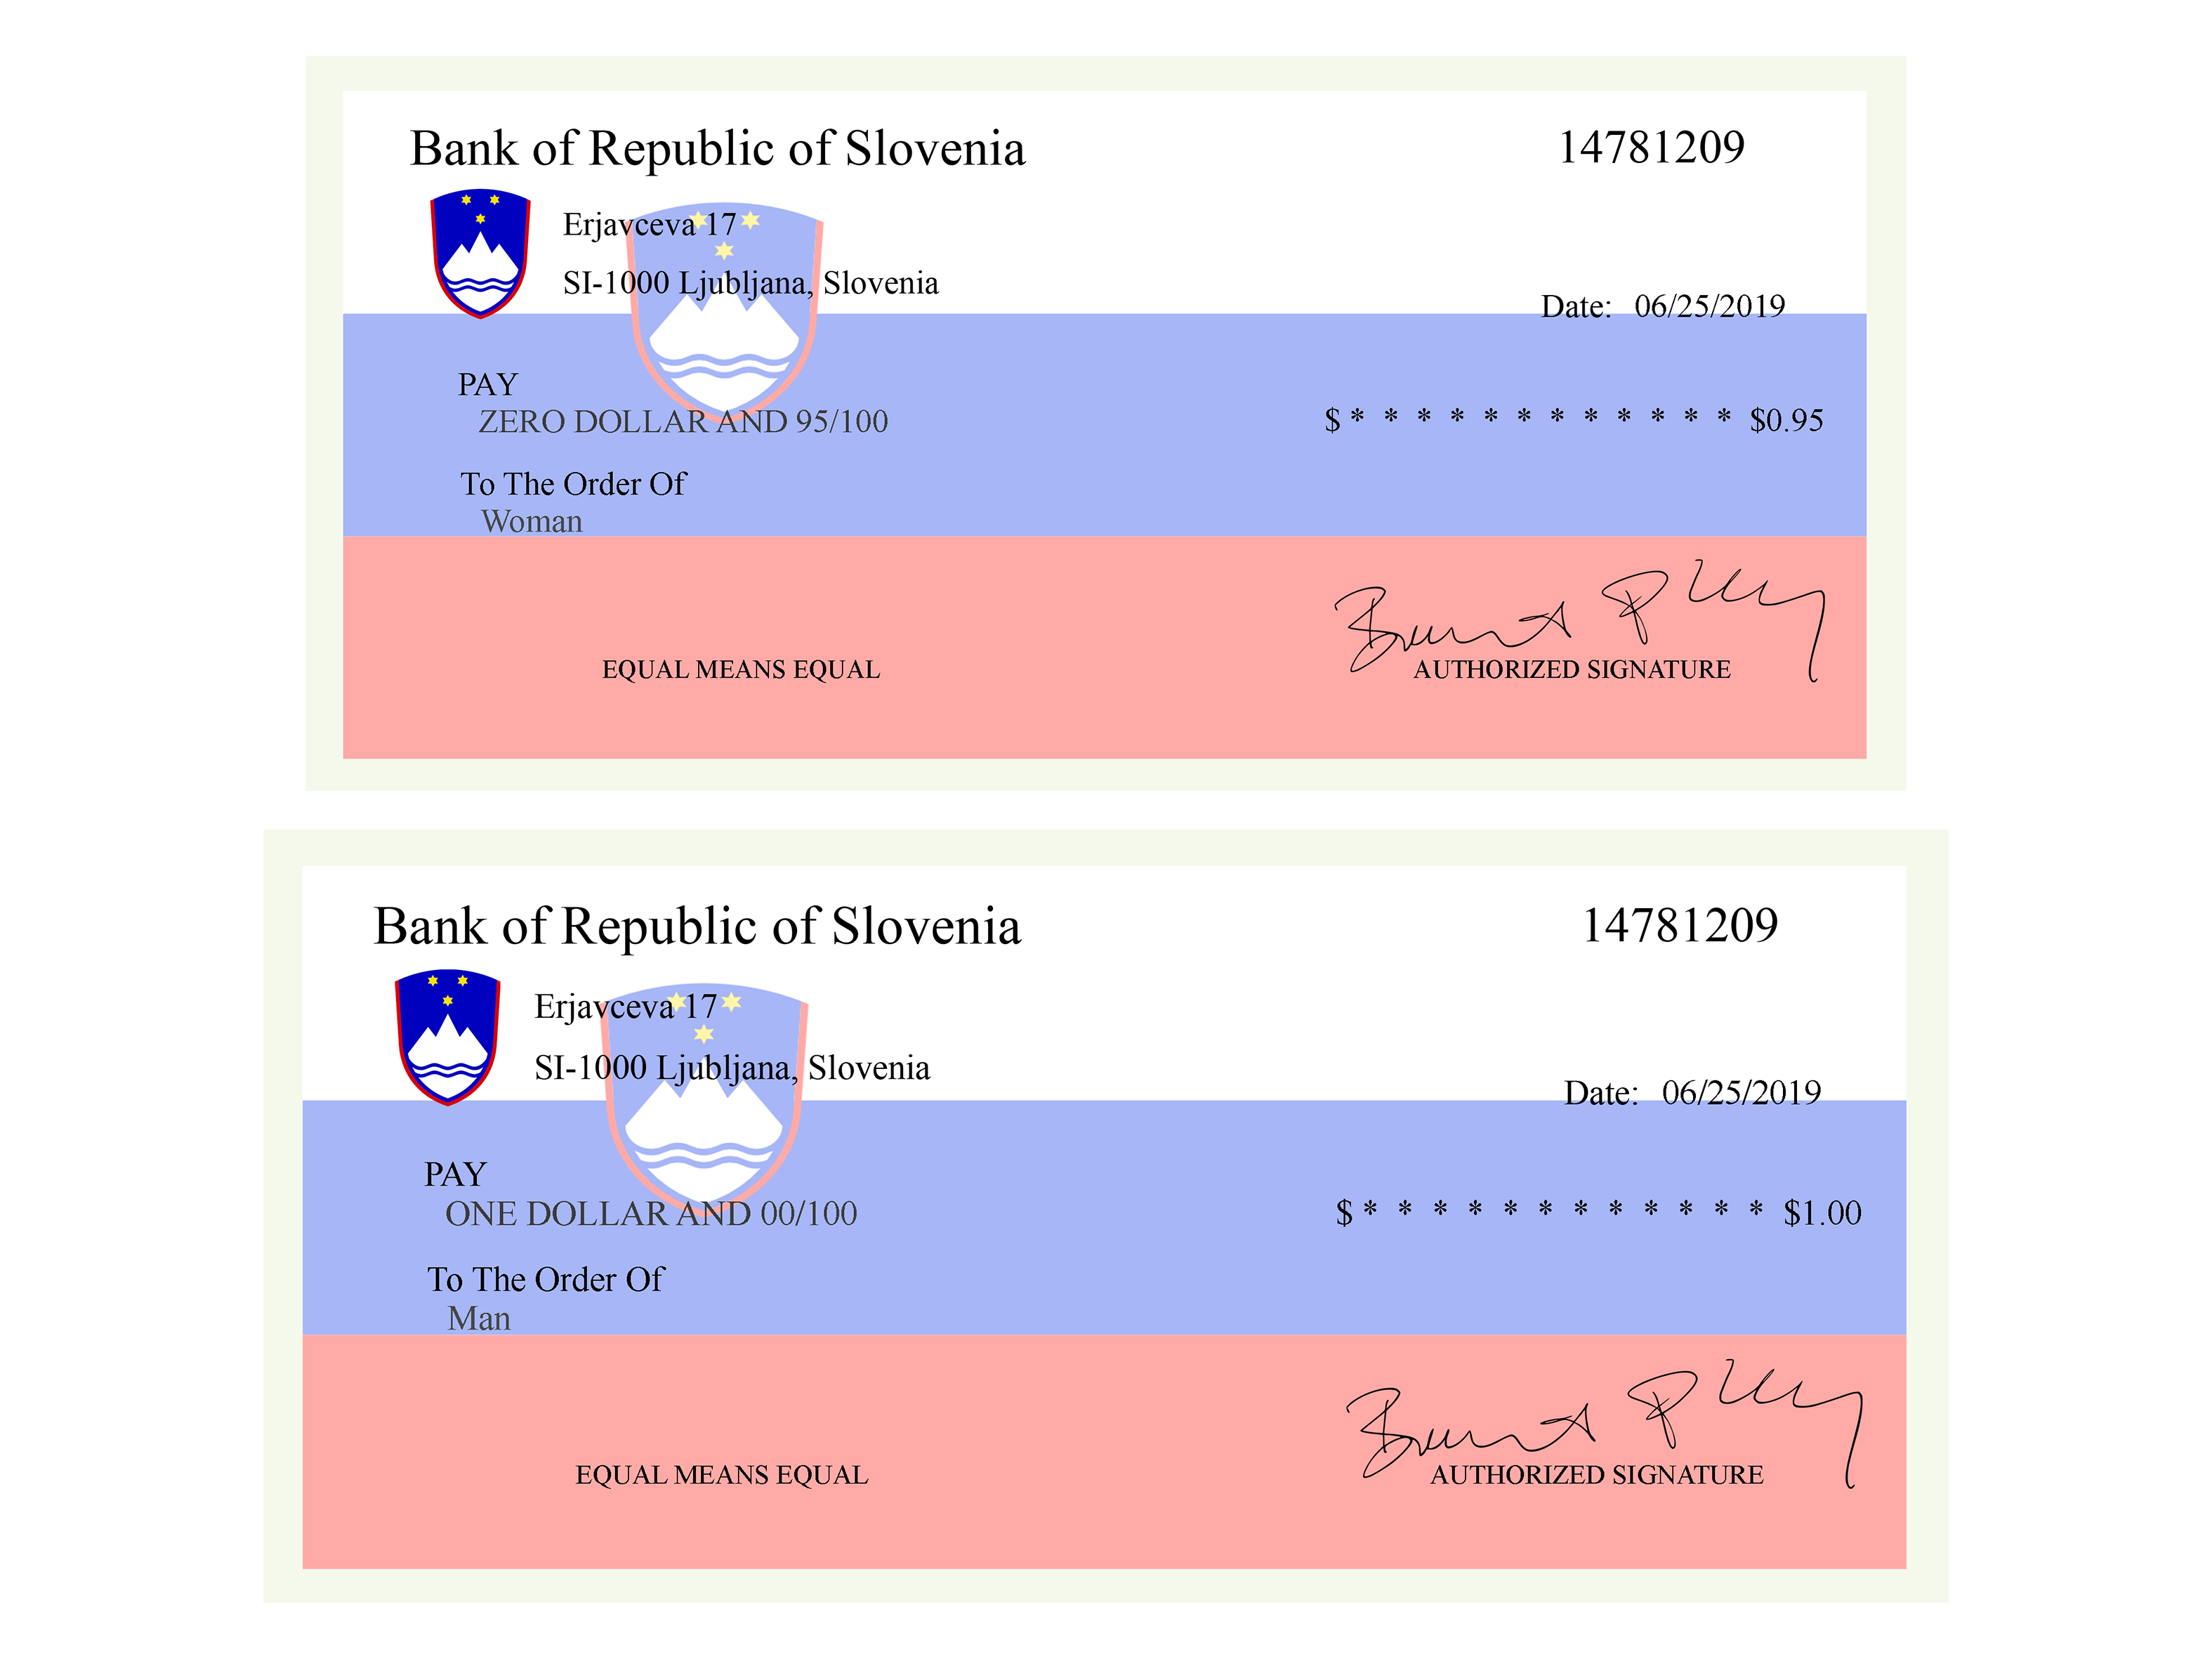 Bank of Republic of Slovenia 14781209
Erjavceva 17
SI-1000 Ljubljana, Slovenia
Date: 06/25/2019
PAY
ZERO DOLLAR AND 95/100 $ * * * * * * * * * * * * $0.95
To The Order Of
Woman
EQUAL MEANS EQUAL AUTHORIZED SIGNATURE
Bank of Republic of Slovenia 14781209
Erjavceva 17
SI-1000 Ljubljana, Slovenia
Date: 06/25/2019
PAY
ONE DOLLAR AND 00/100 $ * * * * * * * * * * * * $1.00
To The Order Of
Man
EQUAL MEANS EQUAL AUTHORIZED SIGNATURE